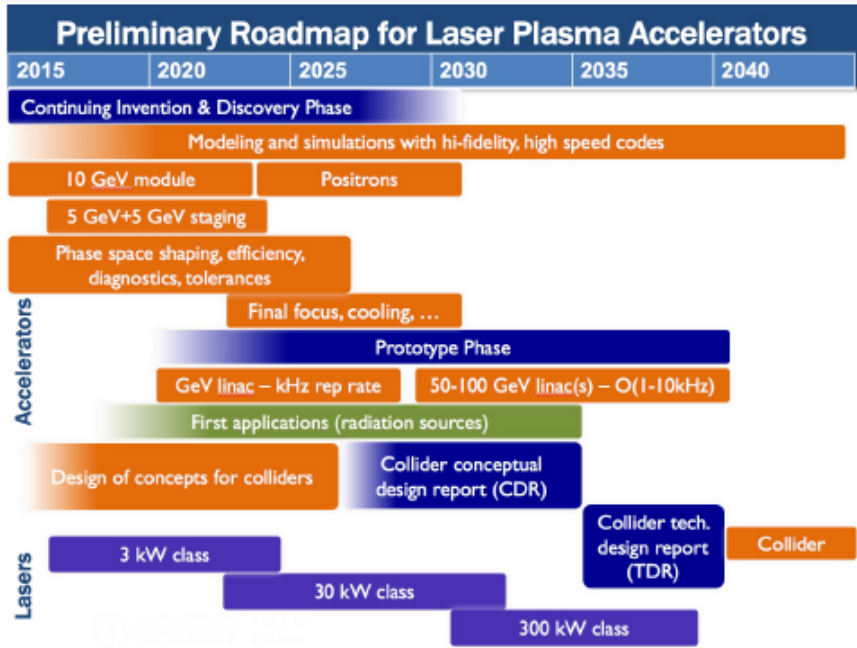 Preliminary Roadmap for Laser Plasma Accelerators
2015 2020 2025 2030 2035 2040
Continuing Invention & Discovery Phase
Modeling and simulations with hi-fidelity, high speed codes
10 GeV module
Positrons
5 GeV+5 GeV staging
Phase space shaping, efficiency,
diagnostics, tolerances
Final focus, cooling, …
Prototype Phase
GeV linac – kHz rep rate
50-100 GeV linac(s) – O(1-10kHz)
First applications (radiation sources)
Design of concepts for colliders
Collider conceptual
design report (CDR)
Collider tech.
design report
(TDR)
Collider
Accelerators
3 kW class
30 kW class
300 kW class
Lasers